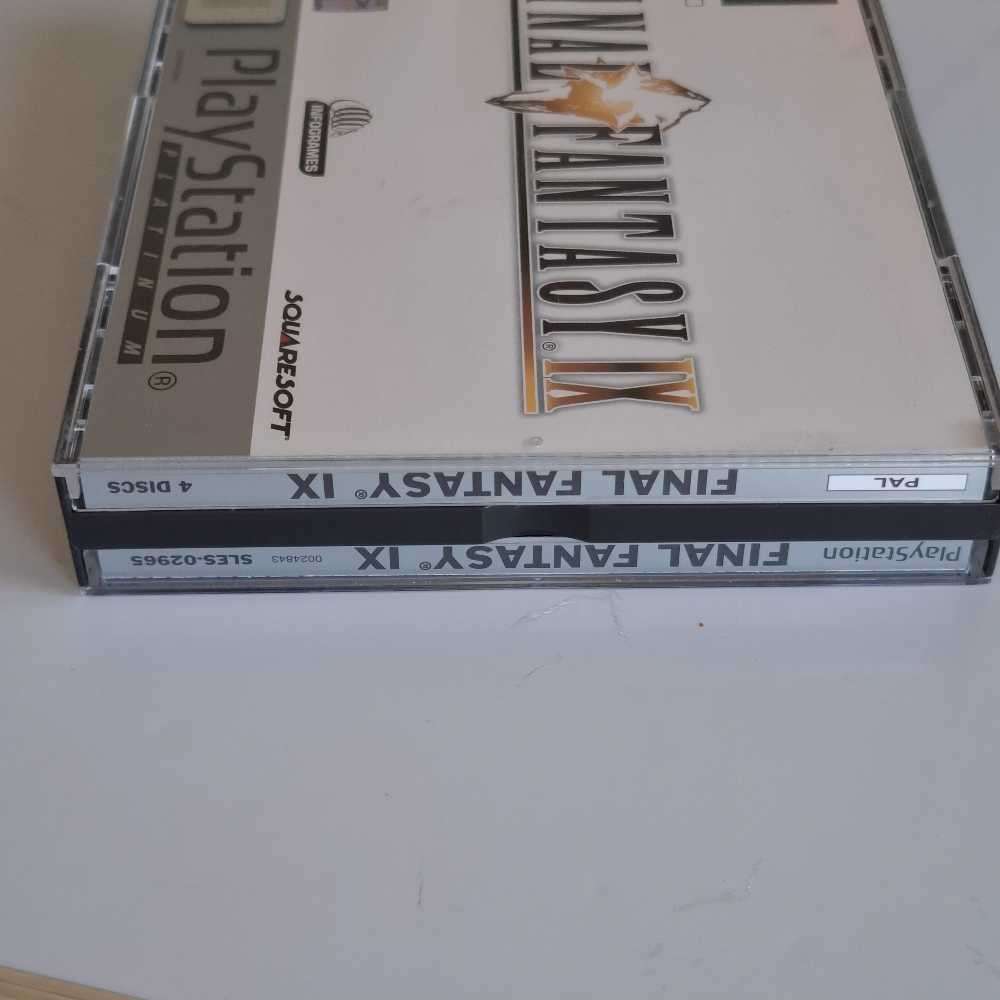 PlayStation®
PLATINUM
INFOGRAMES
SQUARESOFT
FINAL FANTASY® IX
PAL FINAL FANTASY® IX 4 DISCS
PlayStation FINAL FANTASY® IX 0024843 SLES-02965